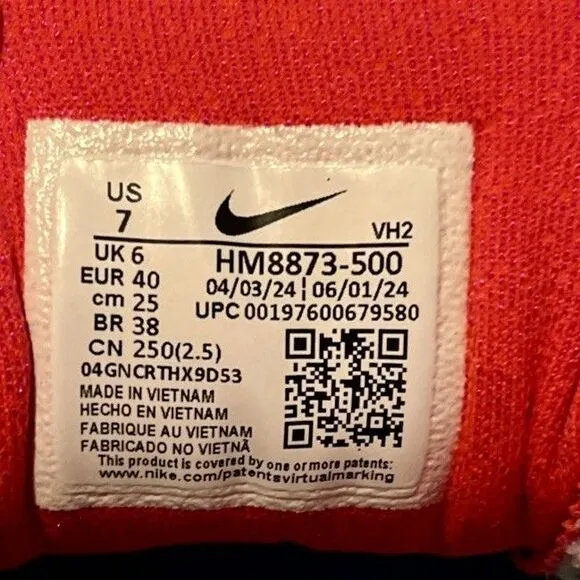 US
7
VH2
UK 6
HM8873-500
EUR 40
04/03/24 | 06/01/24
cm 25
UPC 00197600679580
BR 38
CN 250(2.5)
04GNCRTHX9D53
MADE IN VIETNAM
HECHO EN VIETNAM
FABRIQUE AU VIETNAM
FABRICADO NO VIETNÃ
This product is covered by one or more patents:
www.nike.com/patentsvirtualmarking